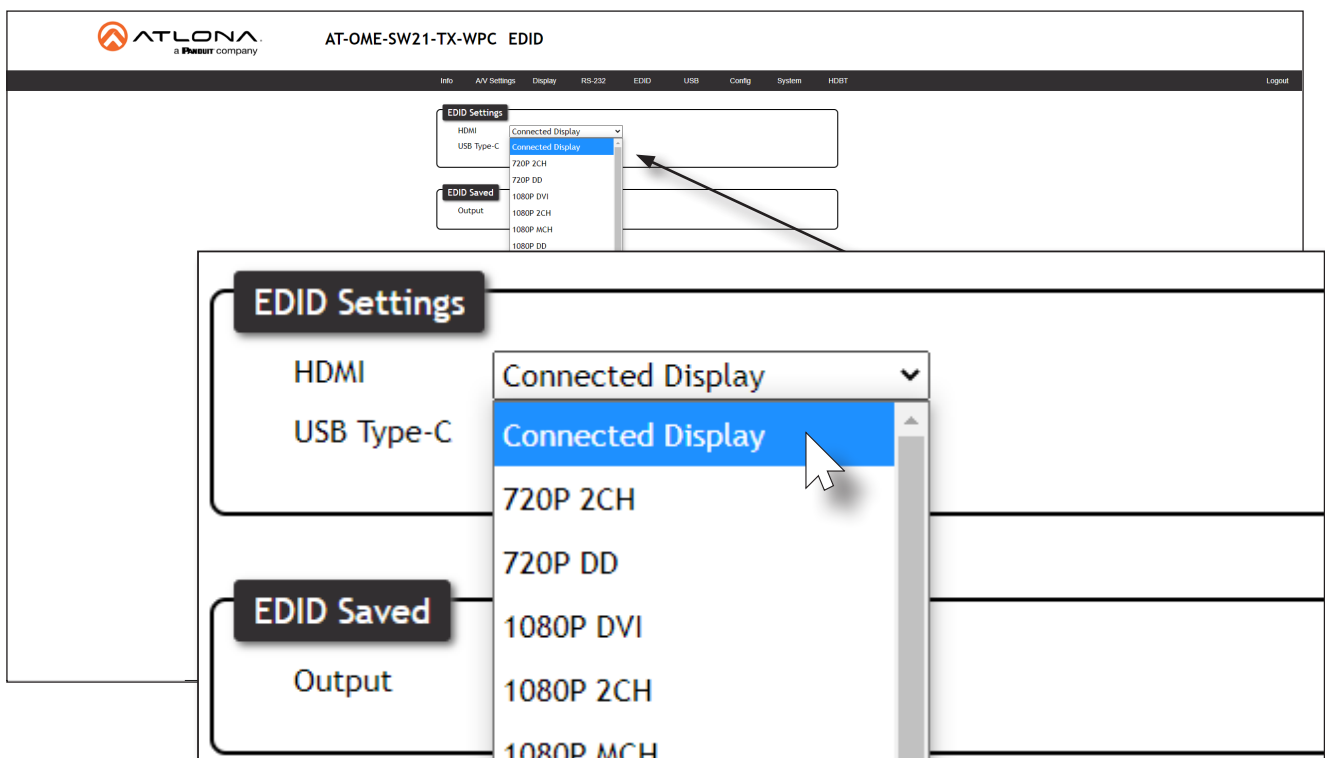 ATLONA
a PANDUIT company
AT-OME-SW21-TX-WPC EDID
Info A/V Settings Display RS-232 EDID USB Config System HDBT Logout
EDID Settings
HDMI Connected Display
USB Type-C Connected Display
720P 2CH
720P DD
EDID Saved
1080P DVI
Output 1080P 2CH
1080P MCH
1080P DD
EDID Settings
HDMI Connected Display
USB Type-C Connected Display
720P 2CH
720P DD
EDID Saved
1080P DVI
Output 1080P 2CH
1080P MCH